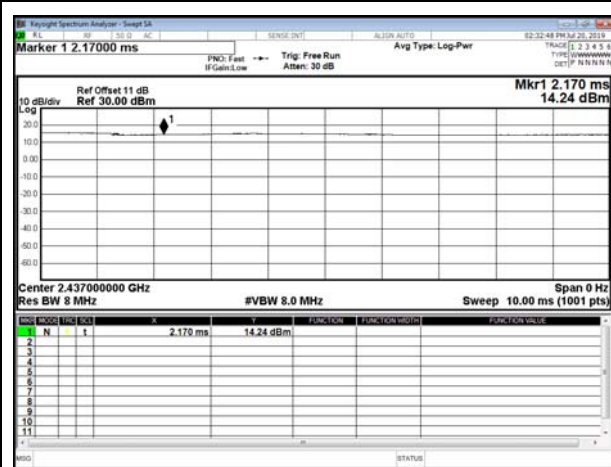 Keysight Spectrum Analyzer - Swept SA
RL RF 50 Ω AC SENSE:INT ALIGN AUTO 02:32:48 PM Jul 20, 2019
Marker 1 2.17000 ms
PNO: Fast Trig: Free Run Avg Type: Log-Pwr TRACE 1 2 3 4 5 6
IFGain:Low Atten: 30 dB TYPE WWWWWW
DET P N N N N N
Mkr1 2.170 ms
14.24 dBm
Ref Offset 11 dB
10 dB/div Ref 30.00 dBm
Log
1
20.0
10.0
0.00
-10.0
-20.0
-30.0
-40.0
-50.0
-60.0
Center 2.437000000 GHz Span 0 Hz
Res BW 8 MHz #VBW 8.0 MHz Sweep 10.00 ms (1001 pts)
MKR MODE TRC SCL X Y FUNCTION FUNCTION WIDTH FUNCTION VALUE
1 N t 2.170 ms 14.24 dBm
2
3
4
5
6
7
8
9
10
11
MSG STATUS